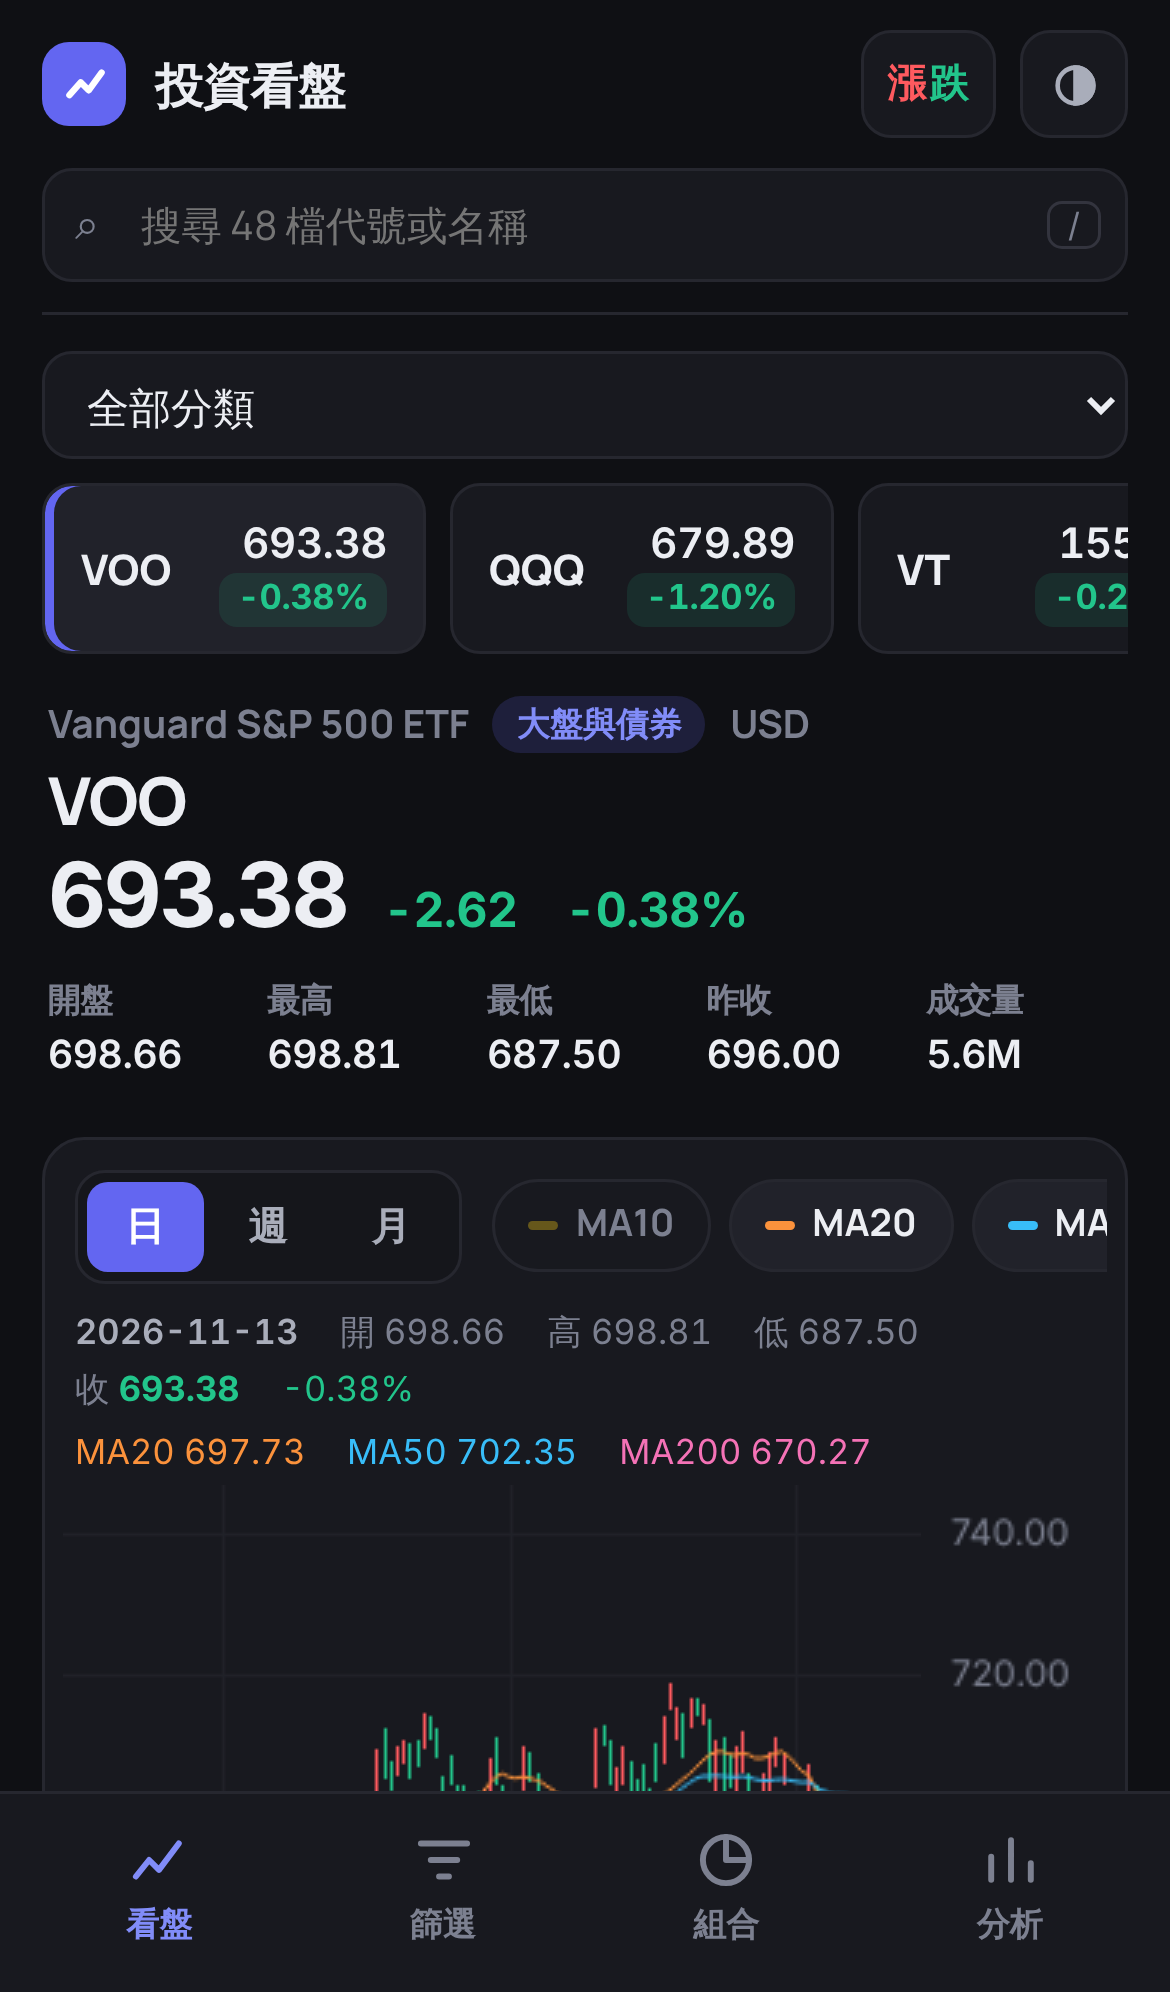 投資看盤 漲跌
搜尋 48 檔代號或名稱 /
全部分類
VOO 693.38 -0.38% QQQ 679.89 -1.20% VT 155 -0.2
Vanguard S&P 500 ETF 大盤與債券 USD
VOO
693.38 -2.62 -0.38%
開盤 最高 最低 昨收 成交量
698.66 698.81 687.50 696.00 5.6M
日 週 月 MA10 MA20 MA
2026-11-13 開 698.66 高 698.81 低 687.50
收 693.38 -0.38%
MA20 697.73 MA50 702.35 MA200 670.27
740.00
720.00
看盤 篩選 組合 分析